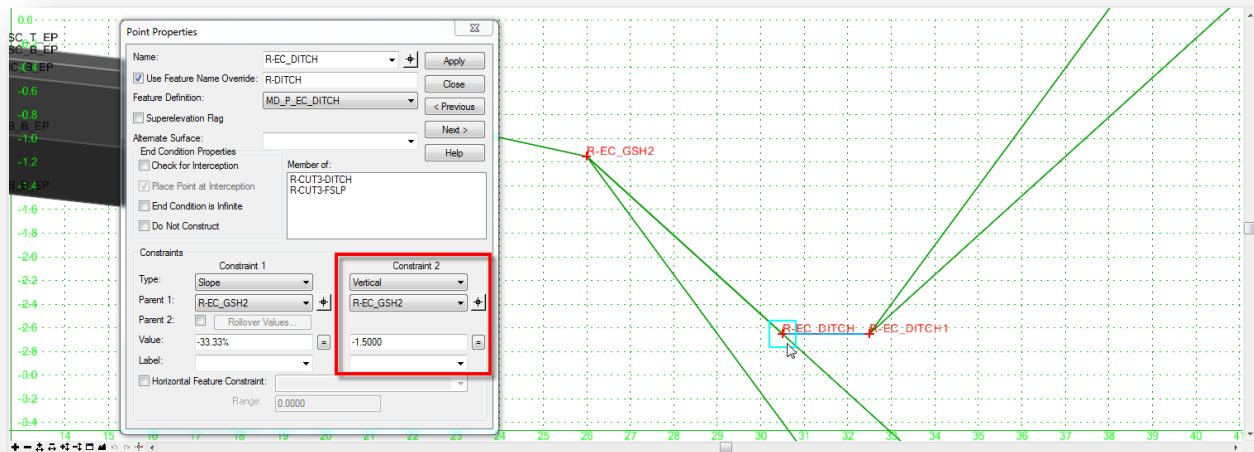 0.0
SC_T_EP
SC_B_EP
-0.6
-0.8
B_B_EP
-1.0
-1.2
-1.6
-1.8
-2.0
-2.2
-2.4
-2.6
-2.8
-3.0
-3.2
-3.4
Point Properties
Name:
R-EC_DITCH
Apply
Use Feature Name Override:
R-DITCH
Close
Feature Definition:
MD_P_EC_DITCH
< Previous
Superelevation Flag
Next >
Alternate Surface:
Help
End Condition Properties
Check for Interception
Place Point at Interception
End Condition is Infinite
Do Not Construct
Member of:
R-CUT3-DITCH
R-CUT3-FSLP
Constraints
Constraint 1
Constraint 2
Type:
Slope
Vertical
Parent 1:
R-EC_GSH2
R-EC_GSH2
Parent 2:
Rollover Values...
Value:
-33.33%
=
-1.5000
=
Label:
Horizontal Feature Constraint:
Range:
0.0000
R-EC_GSH2
R-EC_DITCH
R-EC_DITCH1
14 15 16 17 18 19 20 21 22 23 24 25 26 27 28 29 30 31 32 33 34 35 36 37 38 39 40 41